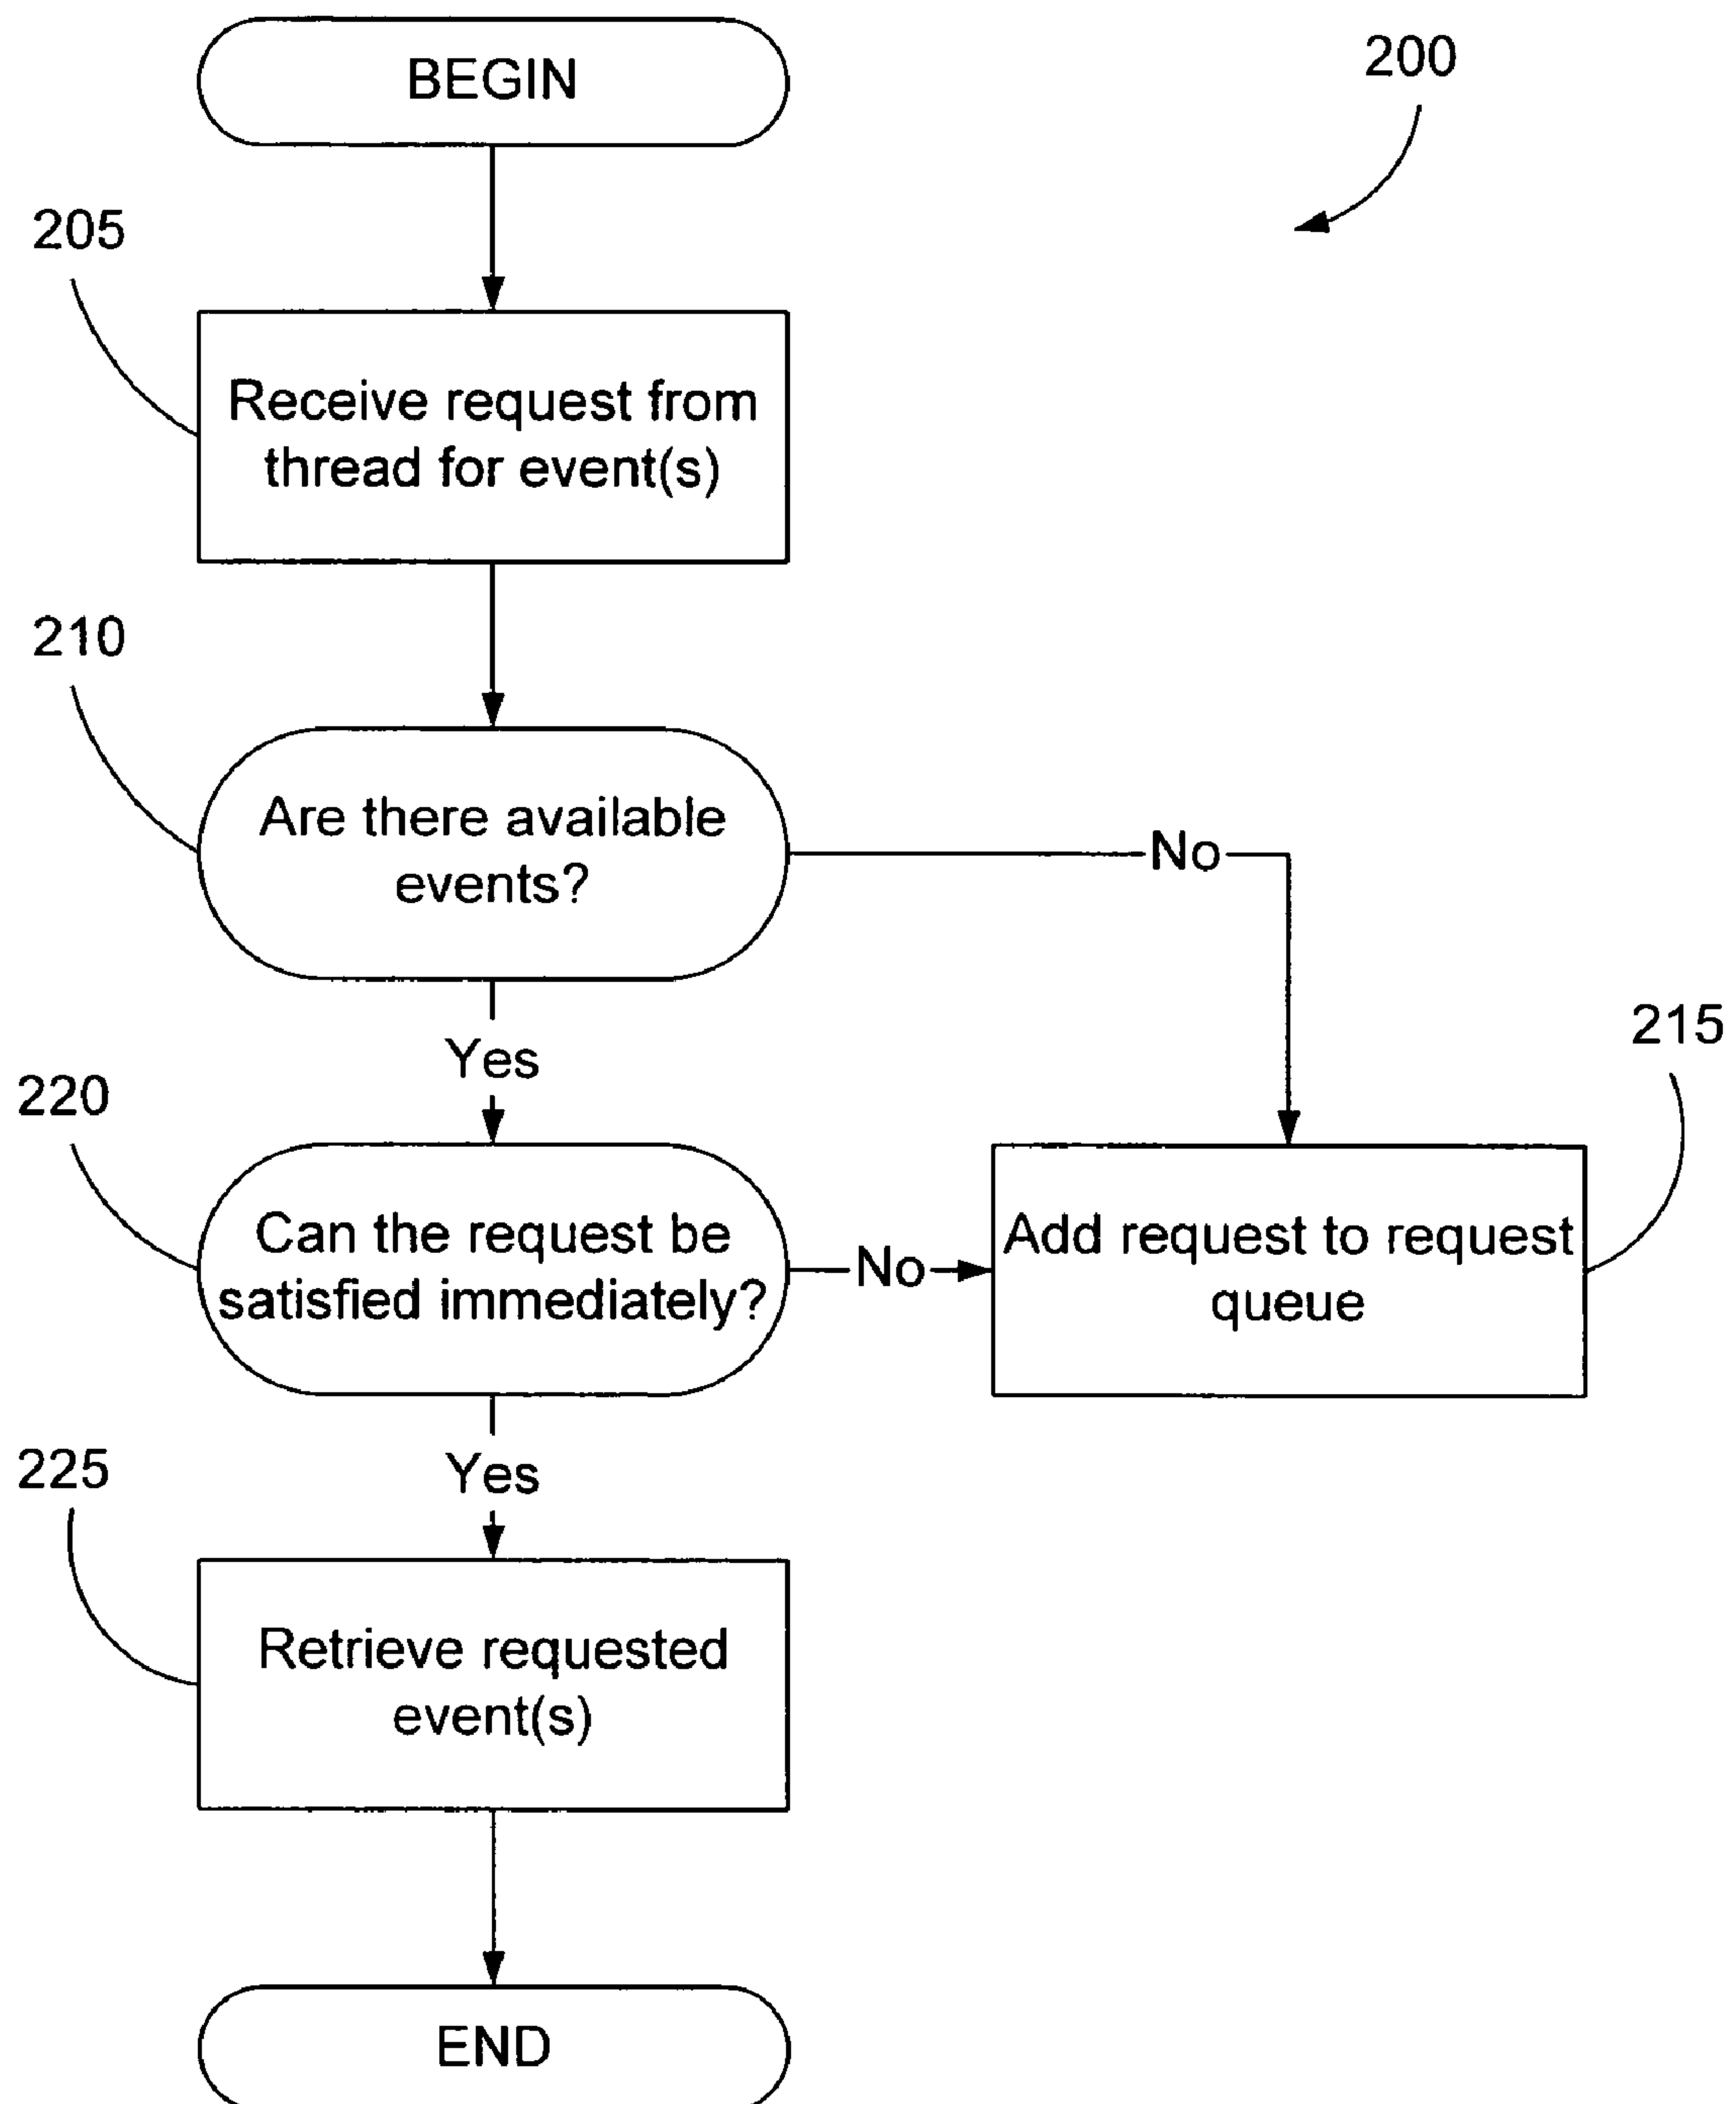 BEGIN
200
205
Receive request from
thread for event(s)
210
Are there available
events?
No
Yes
215
220
Can the request be
satisfied immediately?
No
Add request to request
queue
Yes
225
Retrieve requested
event(s)
END